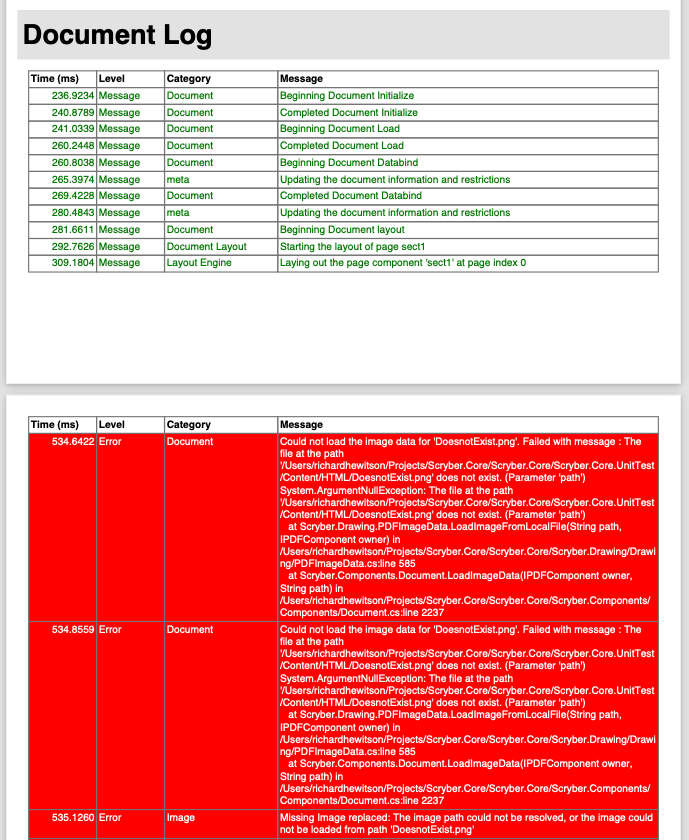 Document Log
Time (ms) Level Category Message
236.9234 Message Document Beginning Document Initialize
240.8789 Message Document Completed Document Initialize
241.0339 Message Document Beginning Document Load
260.2448 Message Document Completed Document Load
260.8038 Message Document Beginning Document Databind
265.3974 Message meta Updating the document information and restrictions
269.4228 Message Document Completed Document Databind
280.4843 Message meta Updating the document information and restrictions
281.6611 Message Document Beginning Document layout
292.7626 Message Document Layout Starting the layout of page sect1
309.1804 Message Layout Engine Laying out the page component 'sect1' at page index 0
Time (ms) Level Category Message
534.6422 Error Document Could not load the image data for 'DoesnotExist.png'. Failed with message : The
file at the path
'/Users/richardhewitson/Projects/Scryber.Core/Scryber.Core/Scryber.Core.UnitTest
/Content/HTML/DoesnotExist.png' does not exist. (Parameter 'path')
System.ArgumentNullException: The file at the path
'/Users/richardhewitson/Projects/Scryber.Core/Scryber.Core/Scryber.Core.UnitTest
/Content/HTML/DoesnotExist.png' does not exist. (Parameter 'path')
at Scryber.Drawing.PDFImageData.LoadImageFromLocalFile(String path,
IPDFComponent owner) in
/Users/richardhewitson/Projects/Scryber.Core/Scryber.Core/Scryber.Drawing/Drawi
ng/PDFImageData.cs:line 585
at Scryber.Components.Document.LoadImageData(IPDFComponent owner,
String path) in
/Users/richardhewitson/Projects/Scryber.Core/Scryber.Core/Scryber.Components/
Components/Document.cs:line 2237
534.8559 Error Document Could not load the image data for 'DoesnotExist.png'. Failed with message : The
file at the path
'/Users/richardhewitson/Projects/Scryber.Core/Scryber.Core/Scryber.Core.UnitTest
/Content/HTML/DoesnotExist.png' does not exist. (Parameter 'path')
System.ArgumentNullException: The file at the path
'/Users/richardhewitson/Projects/Scryber.Core/Scryber.Core/Scryber.Core.UnitTest
/Content/HTML/DoesnotExist.png' does not exist. (Parameter 'path')
at Scryber.Drawing.PDFImageData.LoadImageFromLocalFile(String path,
IPDFComponent owner) in
/Users/richardhewitson/Projects/Scryber.Core/Scryber.Core/Scryber.Drawing/Drawi
ng/PDFImageData.cs:line 585
at Scryber.Components.Document.LoadImageData(IPDFComponent owner,
String path) in
/Users/richardhewitson/Projects/Scryber.Core/Scryber.Core/Scryber.Components/
Components/Document.cs:line 2237
535.1260 Error Image Missing Image replaced: The image path could not be resolved, or the image could
not be loaded from path 'DoesnotExist.png'